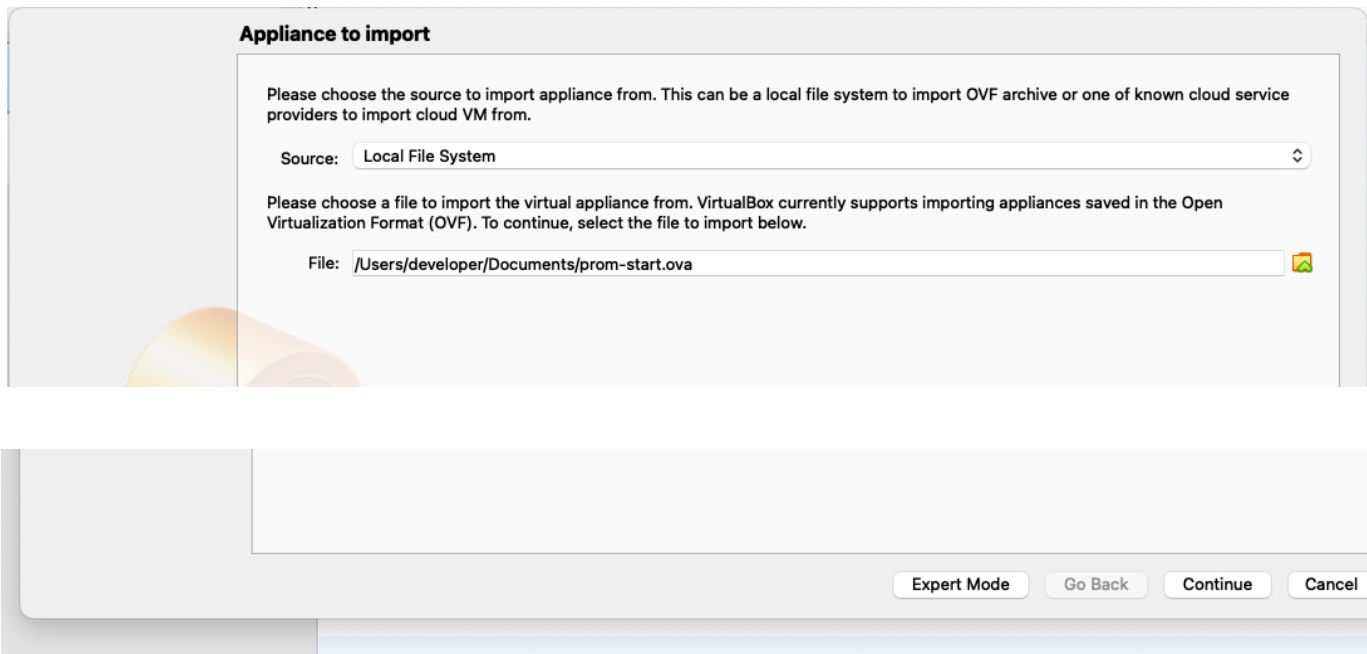 Appliance to import
Please choose the source to import appliance from. This can be a local file system to import OVF archive or one of known cloud service
providers to import cloud VM from.
Source: Local File System
Please choose a file to import the virtual appliance from. VirtualBox currently supports importing appliances saved in the Open
Virtualization Format (OVF). To continue, select the file to import below.
File: /Users/developer/Documents/prom-start.ova
Expert Mode Go Back Continue Cancel